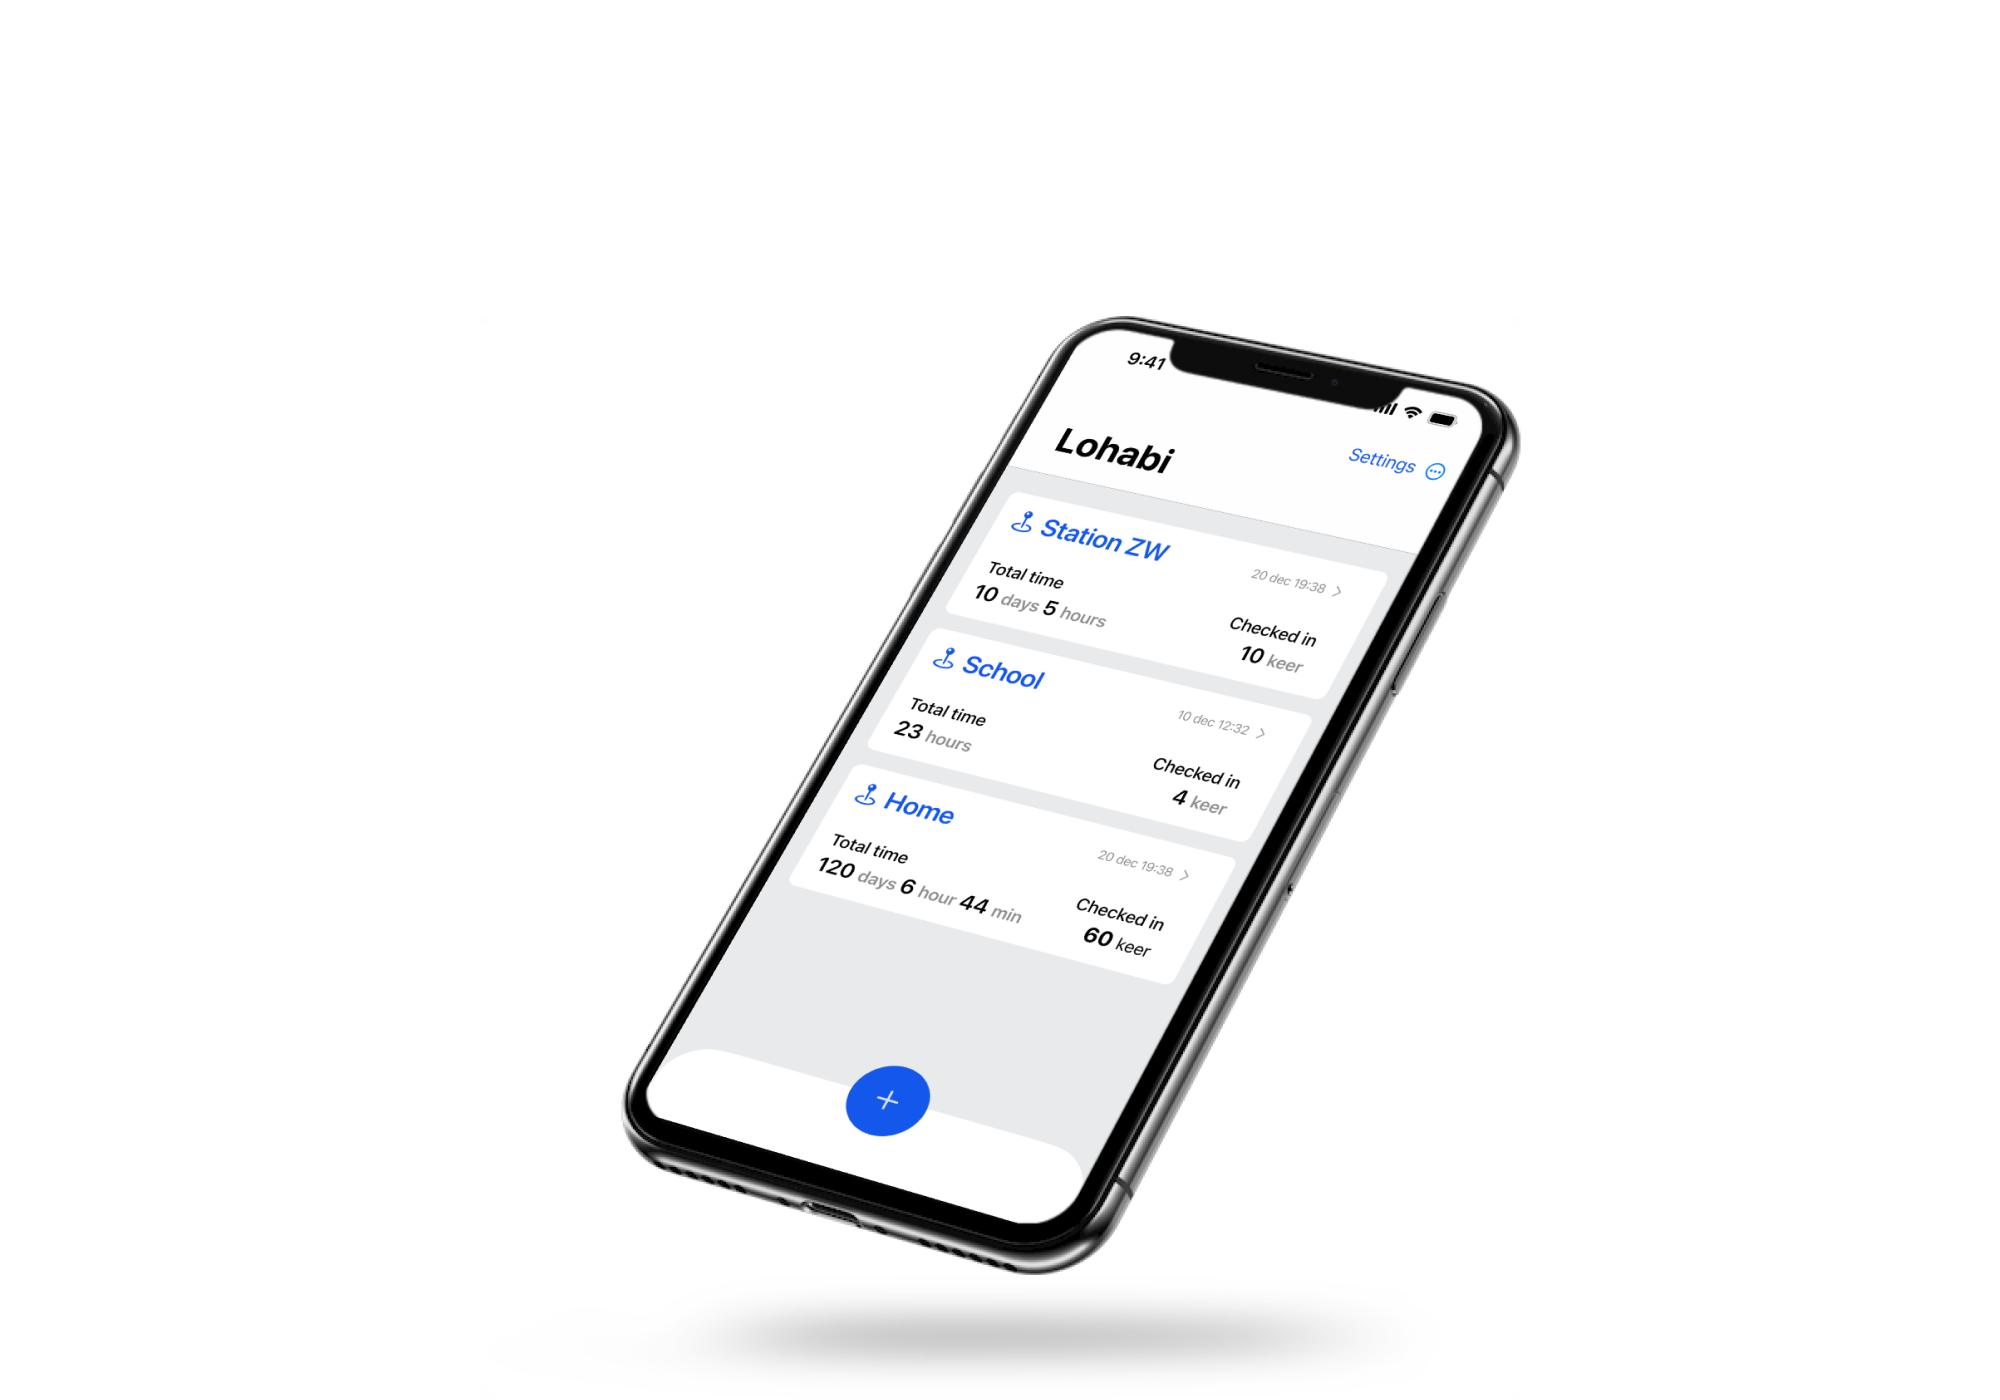 9:41
Lohabi
Settings
Station ZW
20 dec 19:38
Total time
10 days 5 hours
Checked in
10 keer
School
10 dec 12:32
Total time
23 hours
Checked in
4 keer
Home
20 dec 19:38
Total time
120 days 6 hour 44 min
Checked in
60 keer